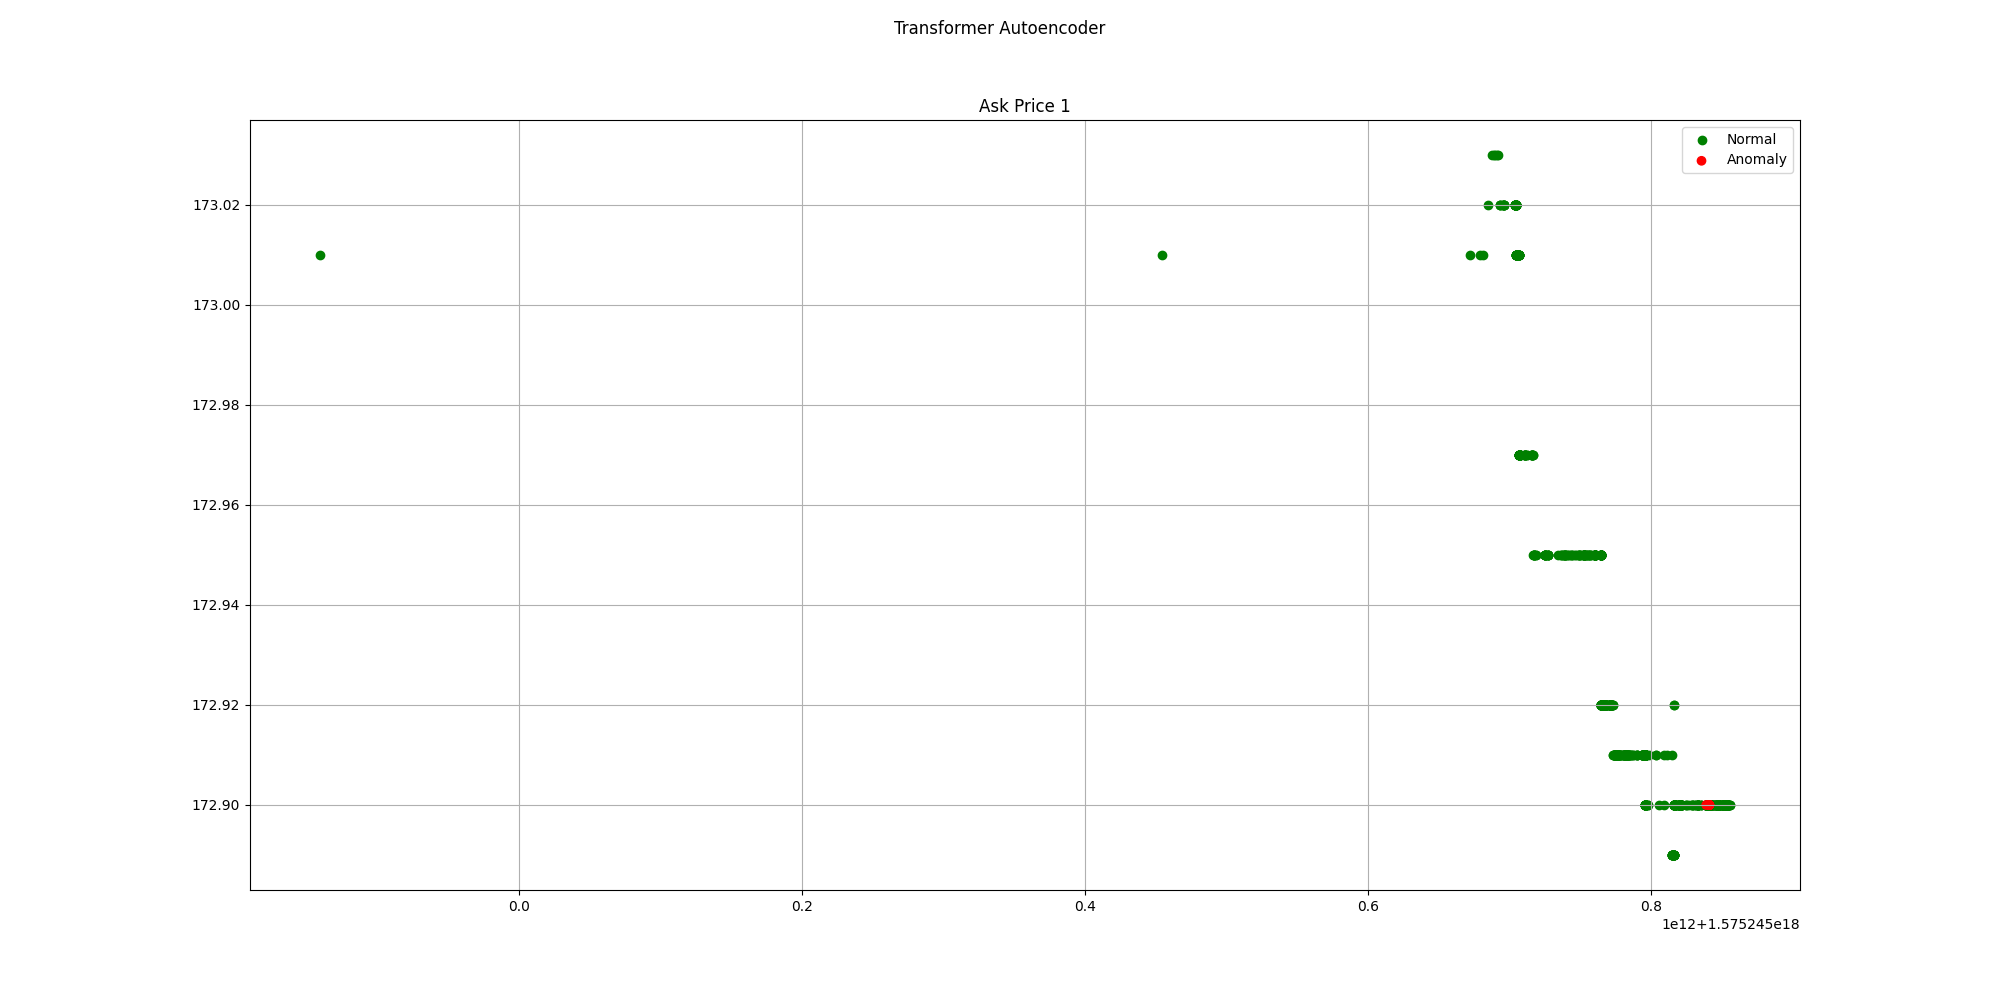 Transformer Autoencoder
Ask Price 1
Normal
Anomaly
173.02
173.00
172.98
172.96
172.94
172.92
172.90
0.0 0.2 0.4 0.6 0.8
1e12+1.575245e18